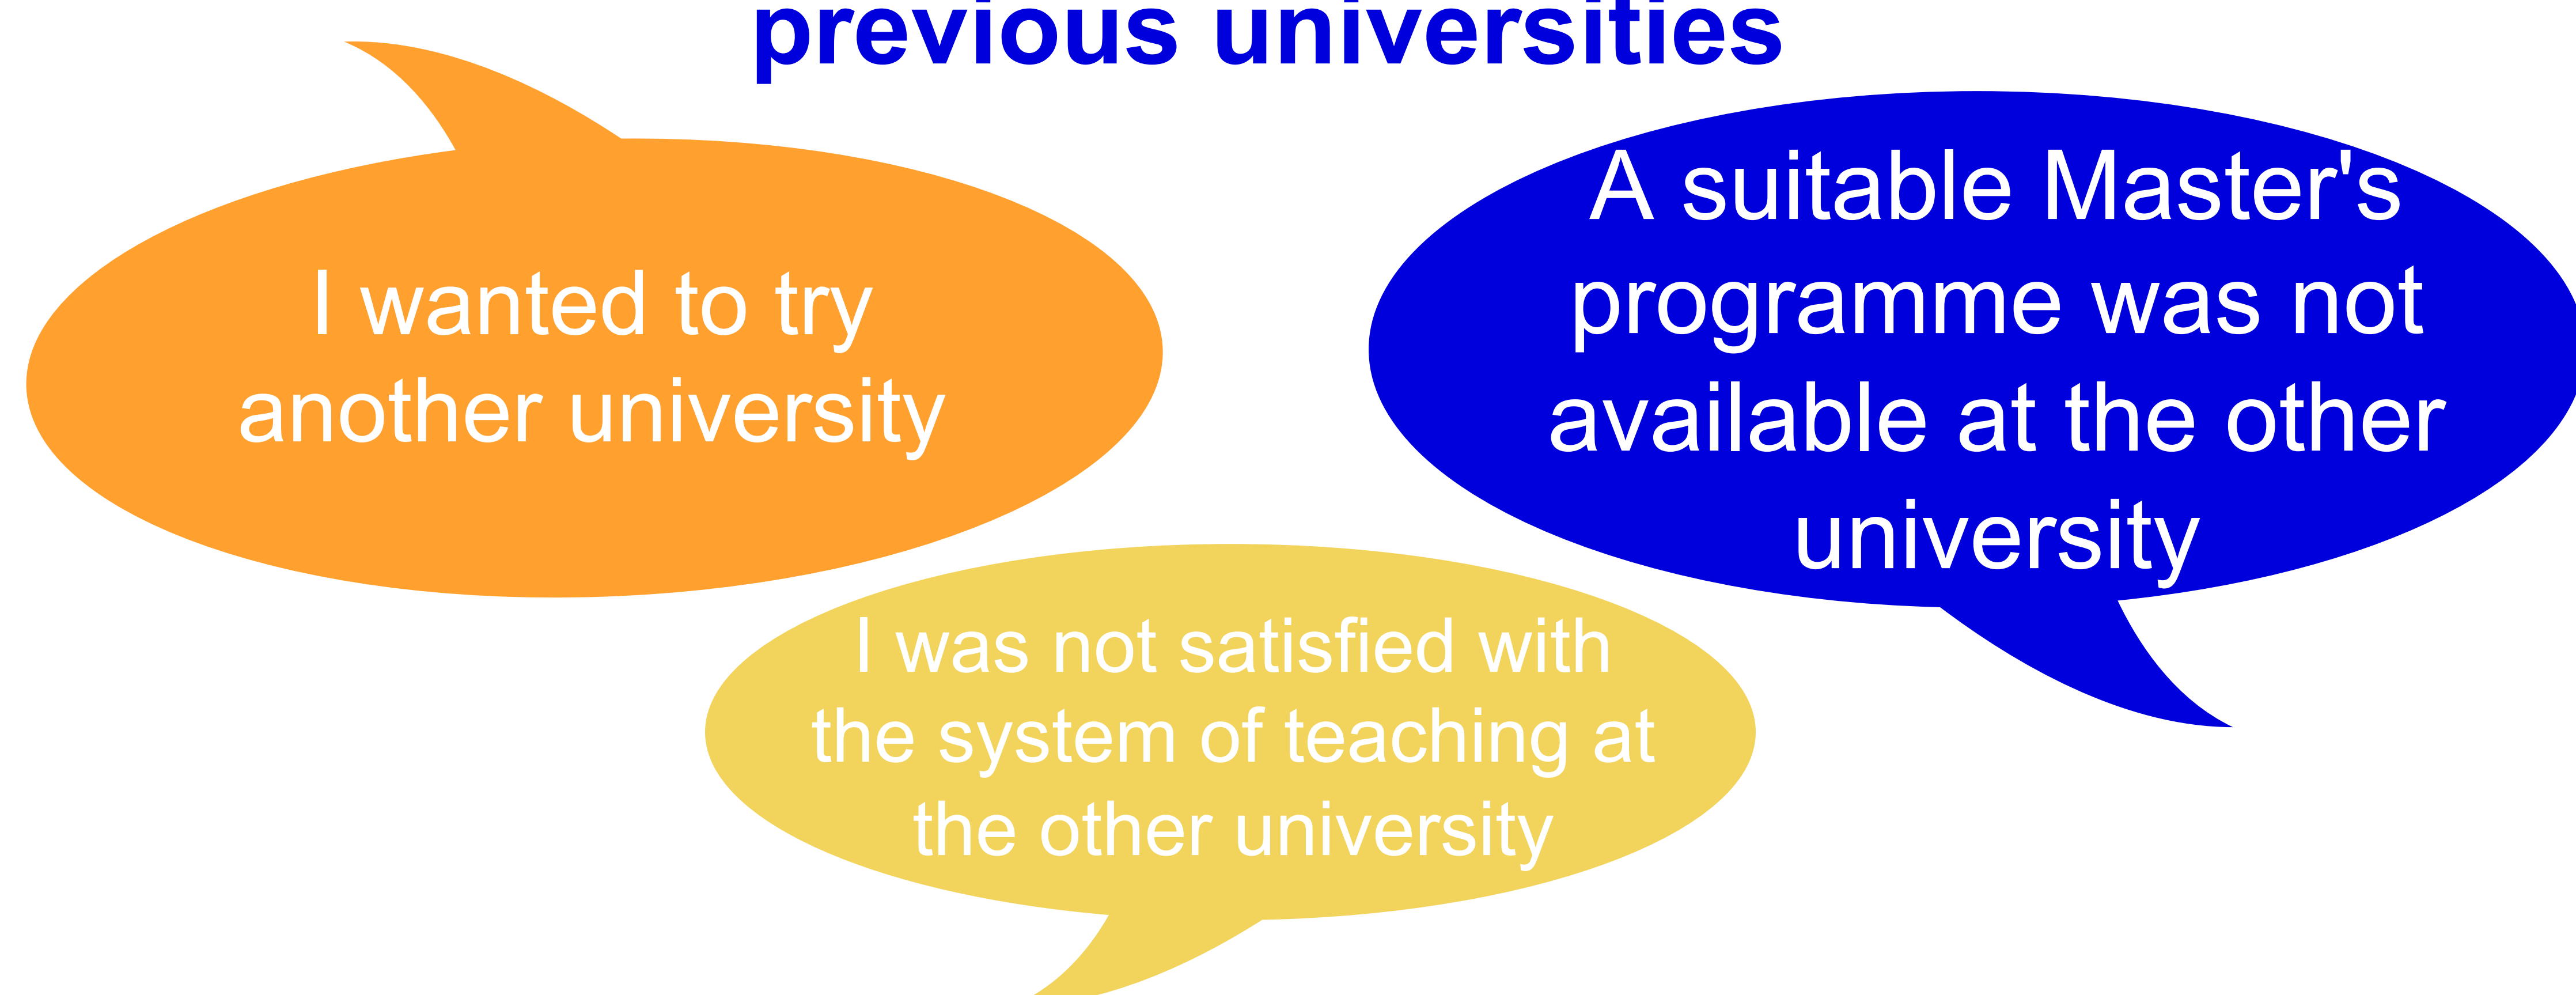 previous universities
I wanted to try
another university
A suitable Master's
programme was not
available at the other
university
I was not satisfied with
the system of teaching at
the other university